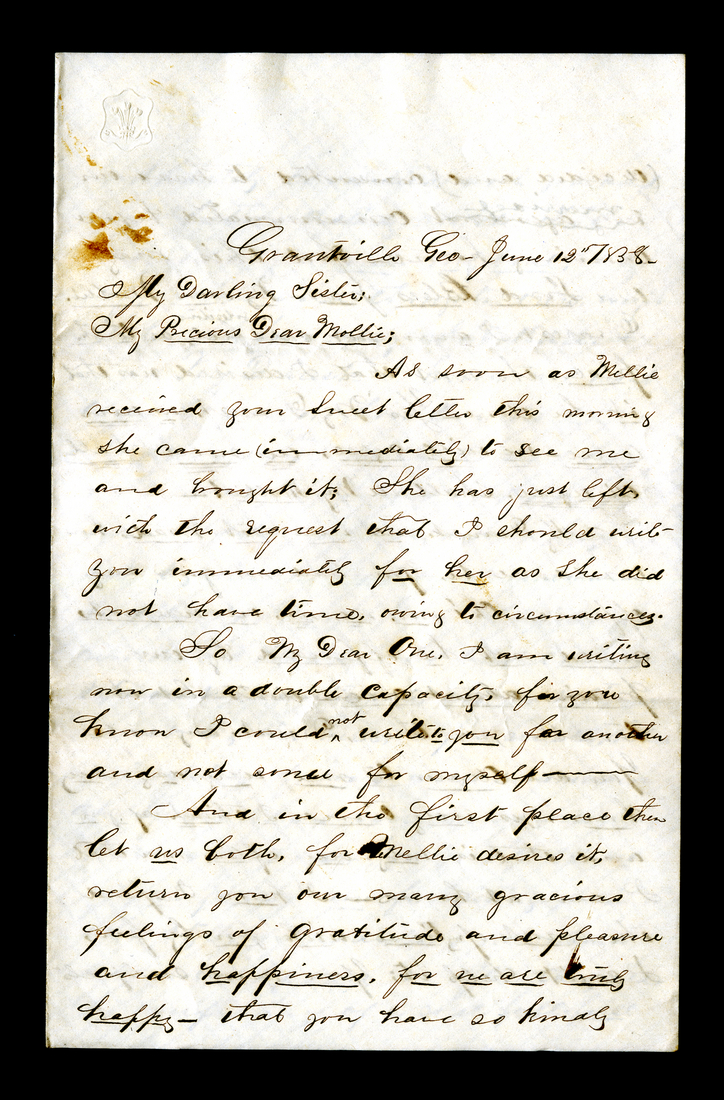 Grantville Geo- June 12" / 58-
My Darling Sister;
My Precious Dear Mollie;
As soon as Mellie
received your sweet letter this morning
she came (immediately) to see me
and brought it; She has just left,
with the request that I should write
you immediately for her as she did
not have time, owing to circumstances.
So My Dear One, I am writing
now in a double capacity, for you
know I could not write to you for another
and not some for myself
And in the first place then
let us both, for Mellie desires it,
return you our many gracious
feelings of gratitude and pleasure
and happiness, for we are truly
happy- that you have so kindly